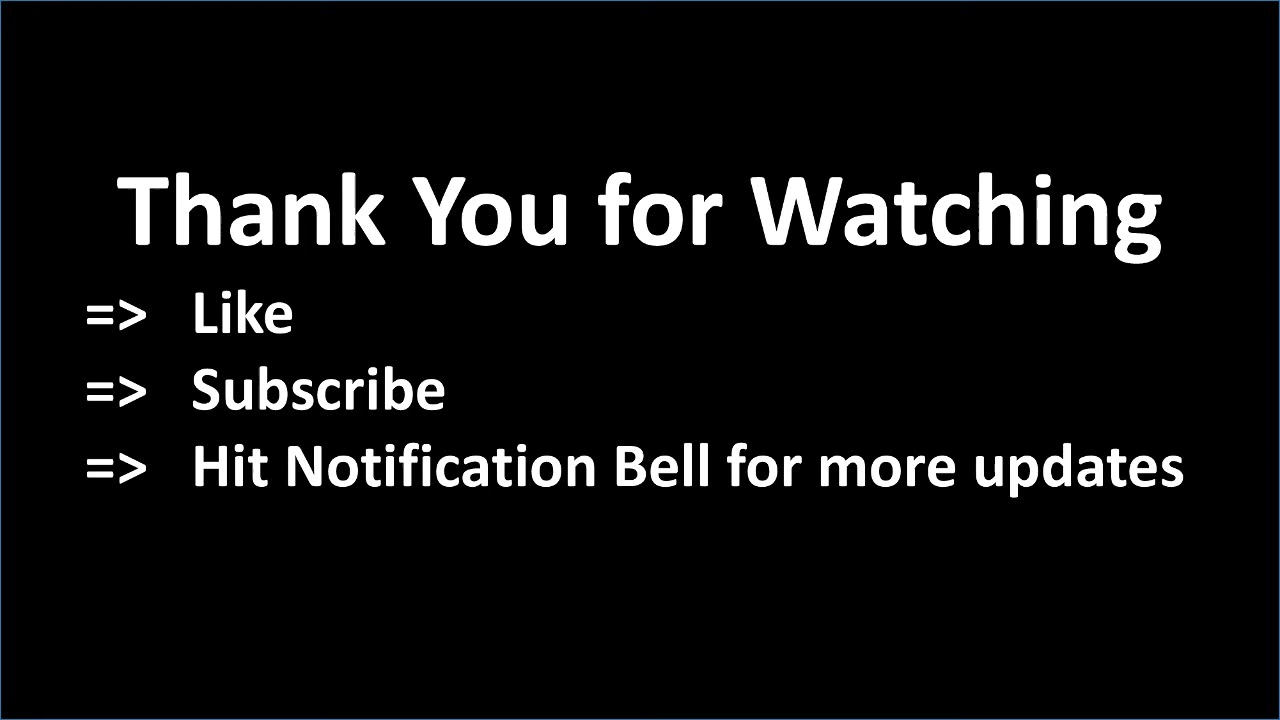 Thank You for Watching
=> Like
=> Subscribe
=> Hit Notification Bell for more updates